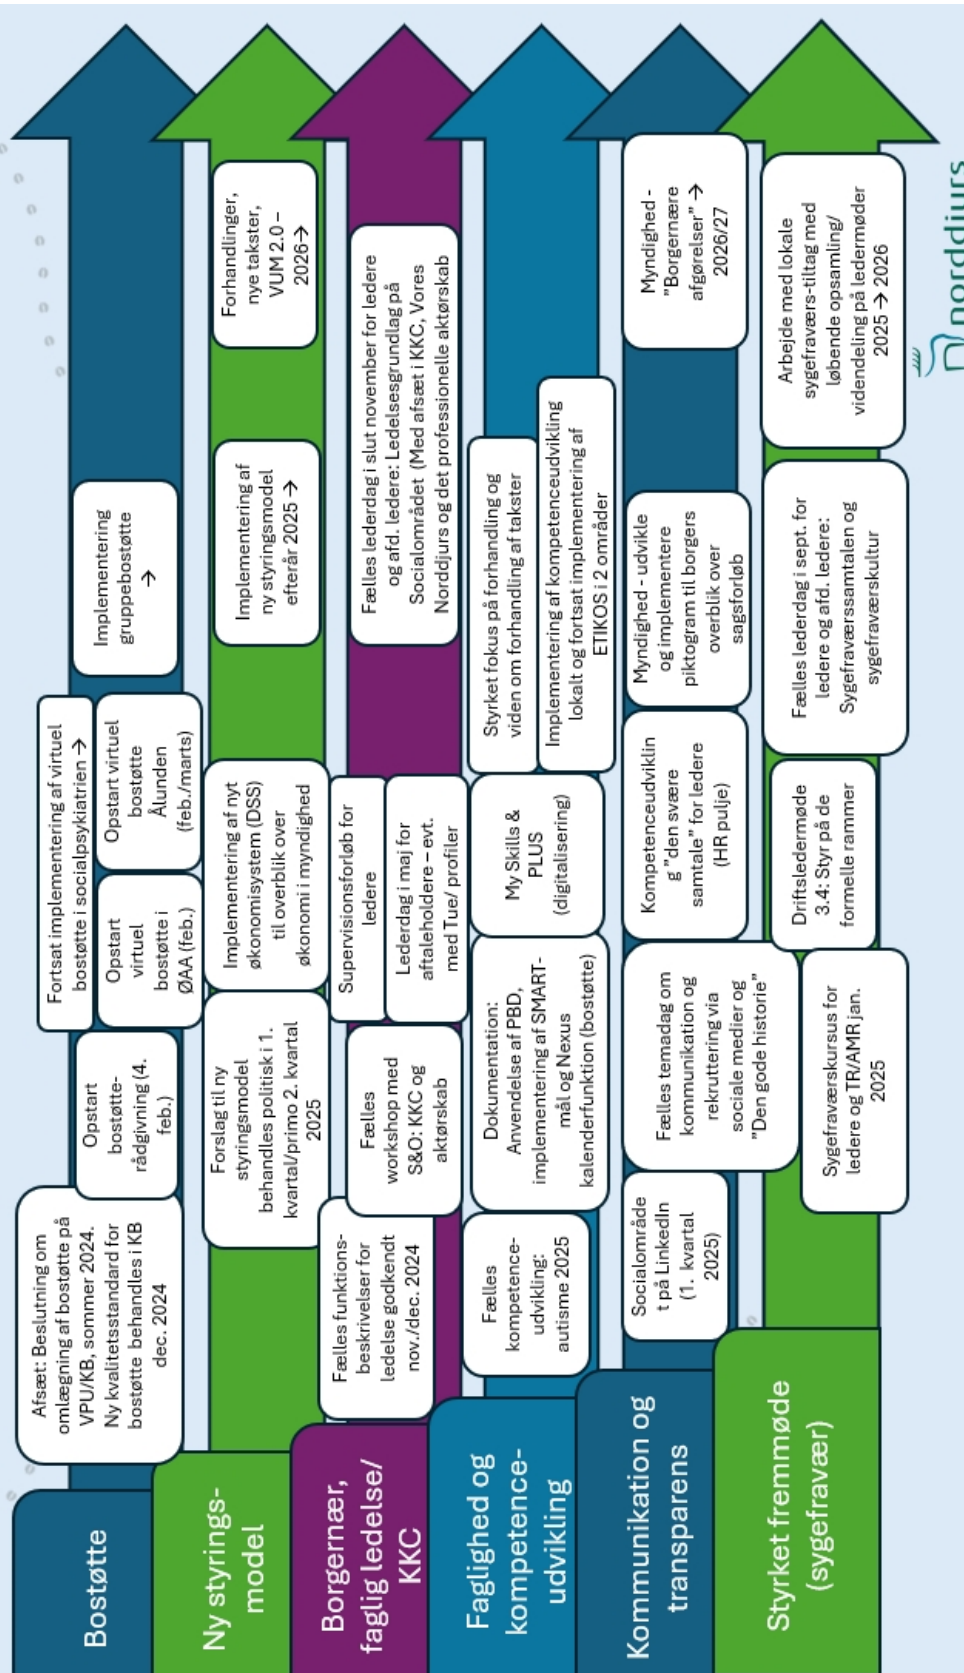 Bostøtte
Afsæt: Beslutning om
omlægning af bostøtte på
VPU/KB, sommer 2024.
Ny kvalitetsstandard for
bostøtte behandles i KB
dec. 2024
Opstart
bostøtte-
rådgivning (4.
feb.)
Fortsat implementering af virtuel
bostøtte i socialpsykiatrien →
Opstart
virtuel
bostøtte i
ØAA (feb.)
Opstart virtuel
bostøtte
Ålunden
(feb./marts)
Implementering
gruppebostøtte
→
Ny styrings-
model
Forslag til ny
styringsmodel
behandles politisk i 1.
kvartal/primo 2. kvartal
2025
Implementering af nyt
økonomisystem (DSS)
til overblik over
økonomi i myndighed
Implementering af
ny styringsmodel
efterår 2025 →
Forhandlinger,
nye takster,
VUM 2.0 –
2026→
Borgernær,
faglig ledelse/
KKC
Fælles funktions-
beskrivelser for
ledelse godkendt
nov./dec. 2024
Fælles
workshop med
S&O: KKC og
aktørskab
Supervisionsforløb for
ledere
Lederdag i maj for
aftaleholdere – evt.
med Tue/ profiler
Fælles lederdag i slut november for ledere
og afd. ledere: Ledelsesgrundlag på
Socialområdet (Med afsæt i KKC, Vores
Norddjurs og det professionelle aktørskab
Faglighed og
kompetence-
udvikling
Fælles
kompetence-
udvikling:
autisme 2025
Dokumentation:
Anvendelse af PBD,
implementering af SMART-
mål og Nexus
kalenderfunktion (bostøtte)
My Skills &
PLUS
(digitalisering)
Styrket fokus på forhandling og
viden om forhandling af takster
Implementering af kompetenceudvikling
lokalt og fortsat implementering af
ETIKOS i 2 områder
Kommunikation og
transparens
Socialområde
t på LinkedIn
(1. kvartal
2025)
Fælles temadag om
kommunikation og
rekruttering via
sociale medier og
"Den gode historie"
Kompetenceudviklin
g "den svære
samtale" for ledere
(HR pulje)
Myndighed - udvikle
og implementere
piktogram til borgers
overblik over
sagsforløb
Myndighed -
"Borgernære
afgørelser" →
2026/27
Styrket fremmøde
(sygefravær)
Sygefraværskursus for
ledere og TR/AMR jan.
2025
Driftsledermøde
3.4: Styr på de
formelle rammer
Fælles lederdag i sept. for
ledere og afd. ledere:
Sygefraværssamtalen og
sygefraværskultur
Arbejde med lokale
sygefraværs-tiltag med
løbende opsamling/
videndeling på ledermøder
2025 → 2026
norddjurs